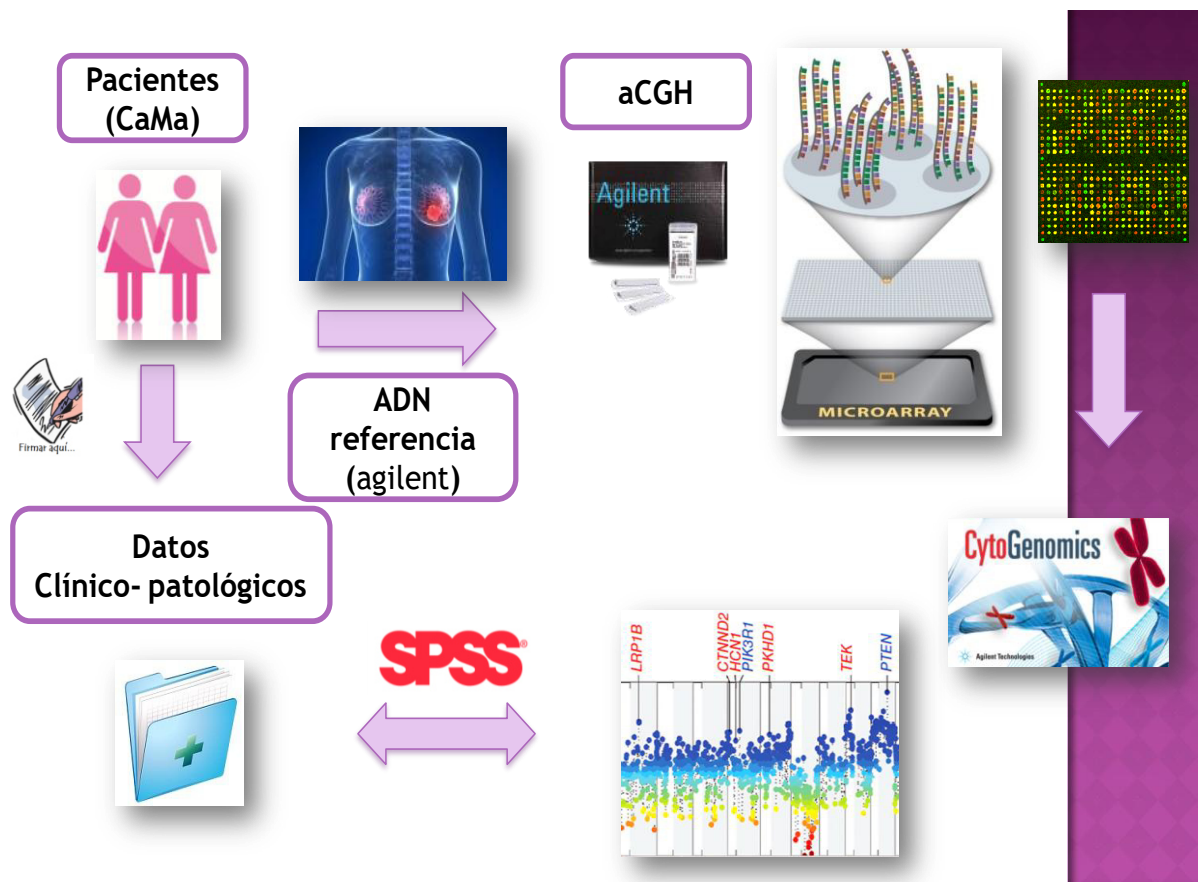 Pacientes
(CaMa)
aCGH
Agilent
MICROARRAY
ADN
referencia
(agilent)
Firmar aquí...
Datos
Clínico- patológicos
SPSS®
CytoGenomics
Agilent Technologies
LRP1B
CTNND2
HCN1
PIK3R1
PKHD1
TEK
PTEN